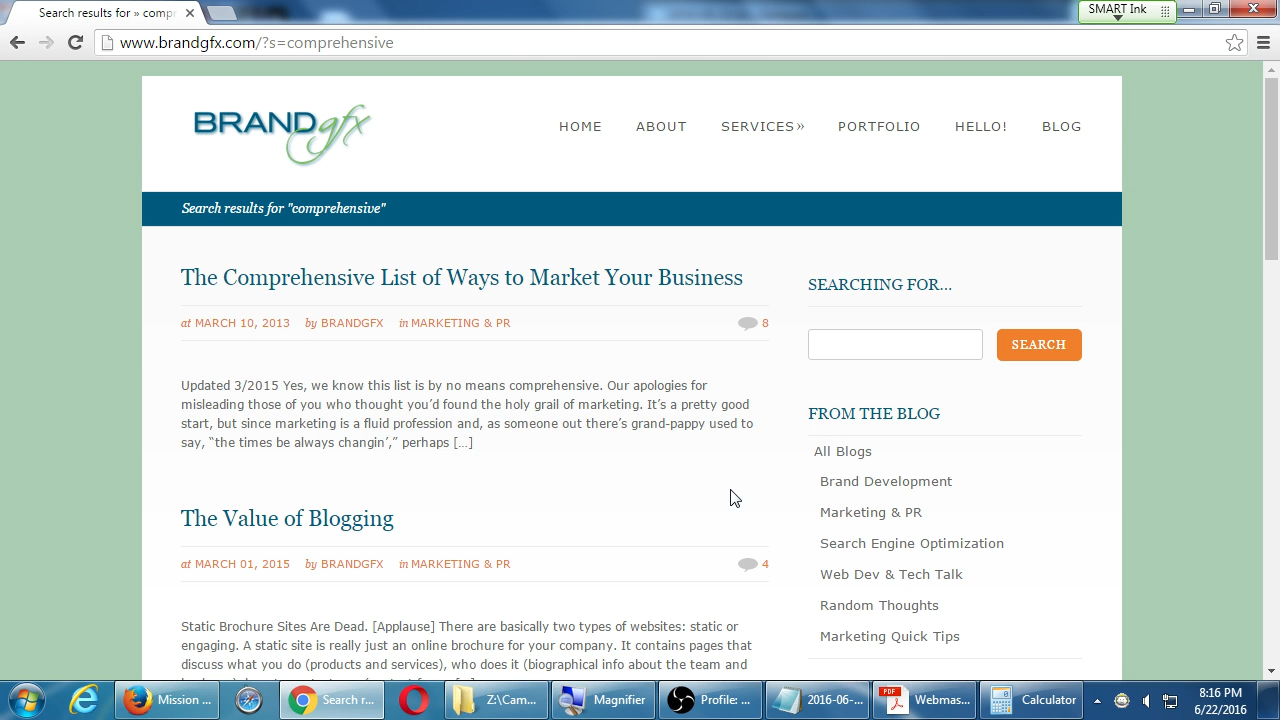 Search results for » comp
SMART Ink
www.brandgfx.com/?s=comprehensive
BRANDgfx
HOME ABOUT SERVICES» PORTFOLIO HELLO! BLOG
Search results for "comprehensive"
The Comprehensive List of Ways to Market Your Business
at MARCH 10, 2013 by BRANDGFX in MARKETING & PR 8
Updated 3/2015 Yes, we know this list is by no means comprehensive. Our apologies for
misleading those of you who thought you’d found the holy grail of marketing. It’s a pretty good
start, but since marketing is a fluid profession and, as someone out there’s grand-pappy used to
say, “the times be always changin’,” perhaps […]
The Value of Blogging
at MARCH 01, 2015 by BRANDGFX in MARKETING & PR 4
Static Brochure Sites Are Dead. [Applause] There are basically two types of websites: static or
engaging. A static site is really just an online brochure for your company. It contains pages that
discuss what you do (products and services), who does it (biographical info about the team and
SEARCHING FOR…
SEARCH
FROM THE BLOG
All Blogs
Brand Development
Marketing & PR
Search Engine Optimization
Web Dev & Tech Talk
Random Thoughts
Marketing Quick Tips
Mission ... Search r... Z:\Cam... Magnifier Profile: ... 2016-06-... PDF Webmas... Calculator
8:16 PM
6/22/2016